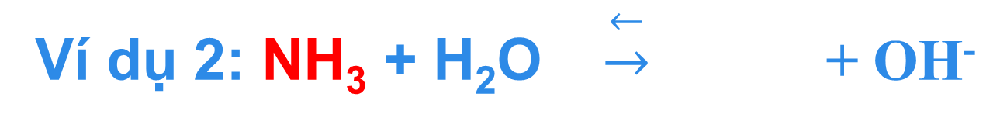 Ví dụ 2: NH₃ + H₂O ⇄ + OH⁻